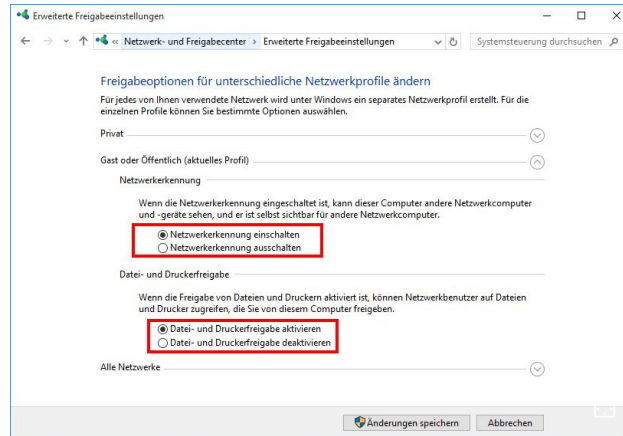 Erweiterte Freigabeeinstellungen
« Netzwerk- und Freigabecenter > Erweiterte Freigabeeinstellungen
Systemsteuerung durchsuchen
Freigabeoptionen für unterschiedliche Netzwerkprofile ändern
Für jedes von Ihnen verwendete Netzwerk wird unter Windows ein separates Netzwerkprofil erstellt. Für die
einzelnen Profile können Sie bestimmte Optionen auswählen.
Privat
Gast oder Öffentlich (aktuelles Profil)
Netzwerkerkennung
Wenn die Netzwerkerkennung eingeschaltet ist, kann dieser Computer andere Netzwerkcomputer
und -geräte sehen, und er ist selbst sichtbar für andere Netzwerkcomputer.
Netzwerkerkennung einschalten
Netzwerkerkennung ausschalten
Datei- und Druckerfreigabe
Wenn die Freigabe von Dateien und Druckern aktiviert ist, können Netzwerkbenutzer auf Dateien
und Drucker zugreifen, die Sie von diesem Computer freigeben.
Datei- und Druckerfreigabe aktivieren
Datei- und Druckerfreigabe deaktivieren
Alle Netzwerke
Änderungen speichern
Abbrechen